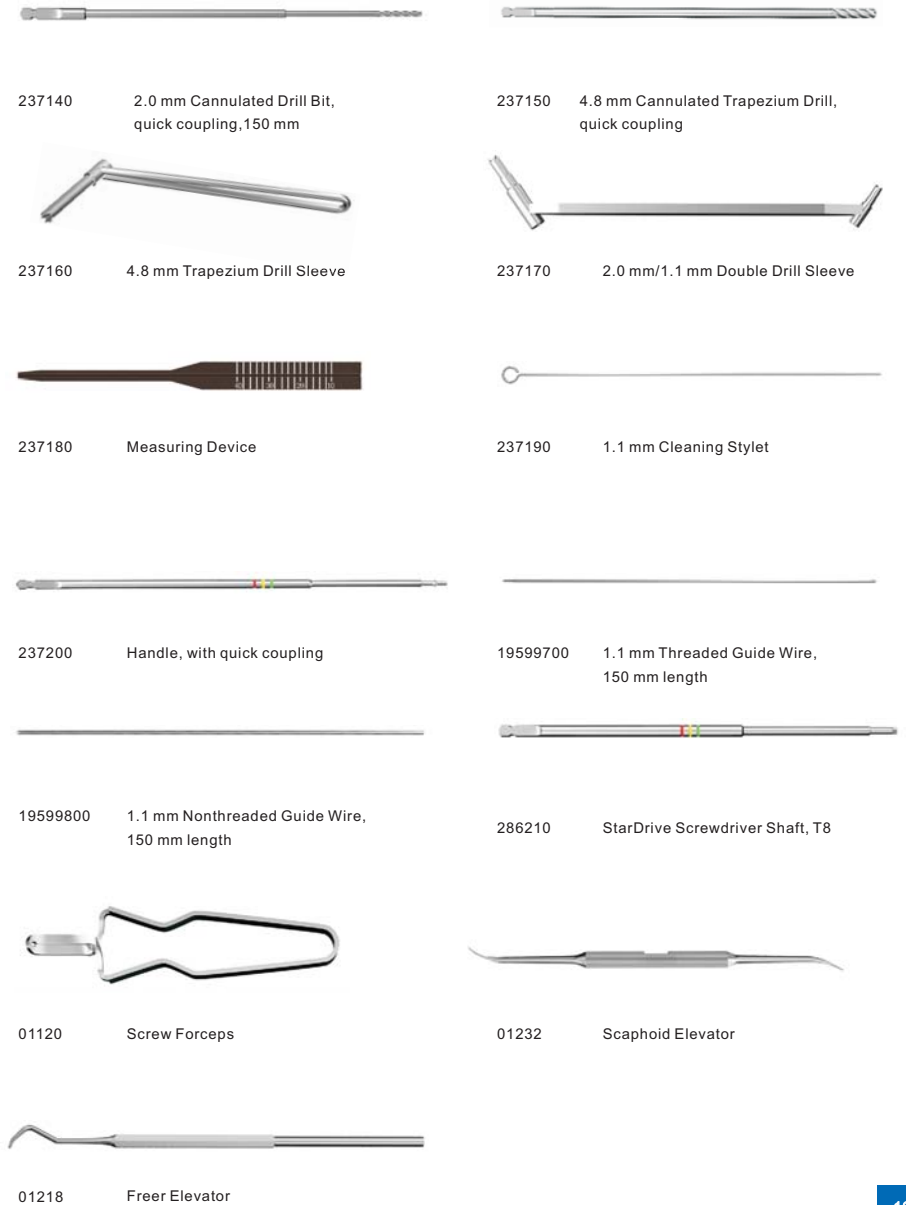 237140 2.0 mm Cannulated Drill Bit,
quick coupling,150 mm
237150 4.8 mm Cannulated Trapezium Drill,
quick coupling
237160 4.8 mm Trapezium Drill Sleeve
237170 2.0 mm/1.1 mm Double Drill Sleeve
237180 Measuring Device
237190 1.1 mm Cleaning Stylet
237200 Handle, with quick coupling
19599700 1.1 mm Threaded Guide Wire,
150 mm length
19599800 1.1 mm Nonthreaded Guide Wire,
150 mm length
286210 StarDrive Screwdriver Shaft, T8
01120 Screw Forceps
01232 Scaphoid Elevator
01218 Freer Elevator